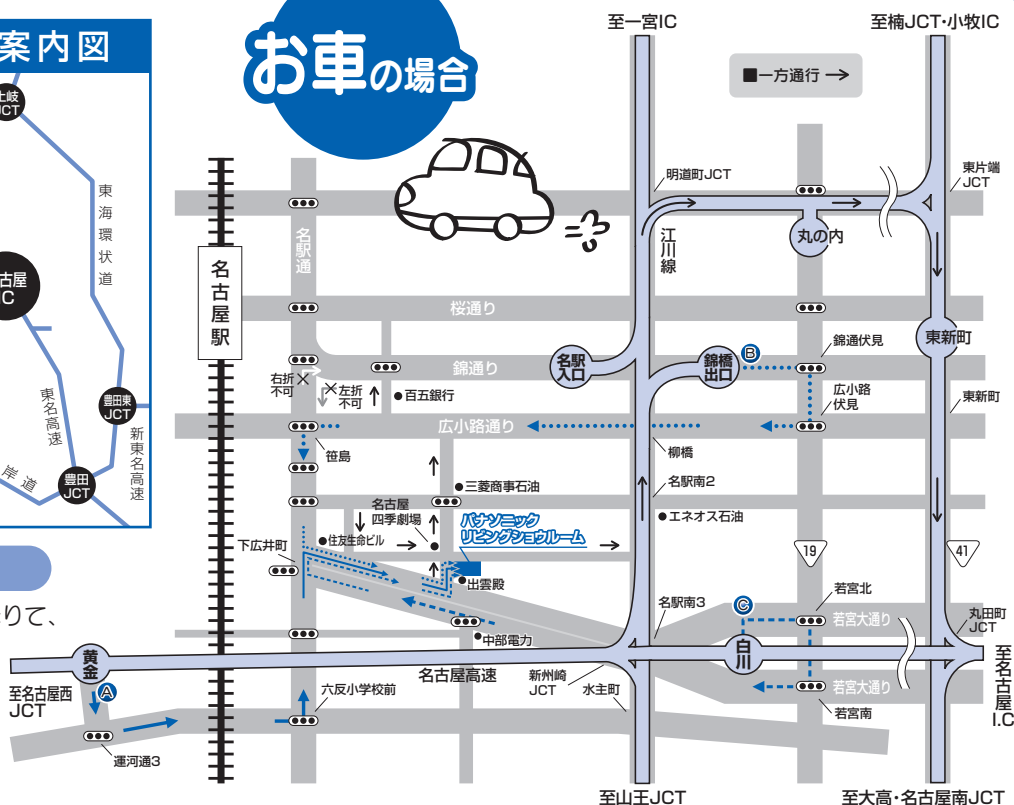 案内図
土岐
JCT
東海環状道
名古屋
IC
東名高速
豊田東
JCT
新東名高速
豊田
JCT
岸道
りて、
お車の場合
■一方通行 →
至一宮IC
至楠JCT・小牧IC
明道町JCT
東片端
JCT
丸の内
江川線
名駅通
名古屋駅
桜通り
錦通り
名駅
入口
錦橋
出口
B
錦通伏見
東新町
右折
不可
左折
不可
百五銀行
広小路
伏見
東新町
広小路通り
笹島
柳橋
名駅南2
三菱商事石油
名古屋
四季劇場
エネオス石油
パナソニック
リビングショウルーム
住友生命ビル
下広井町
出雲殿
19
41
名駅南3
C
若宮北
若宮大通り
丸田町
JCT
中部電力
白川
黄金
名古屋高速
新州崎
JCT
水主町
若宮大通り
若宮南
至名古屋I.C
至名古屋西
JCT
A
六反小学校前
運河通3
至山王JCT
至大高・名古屋南JCT